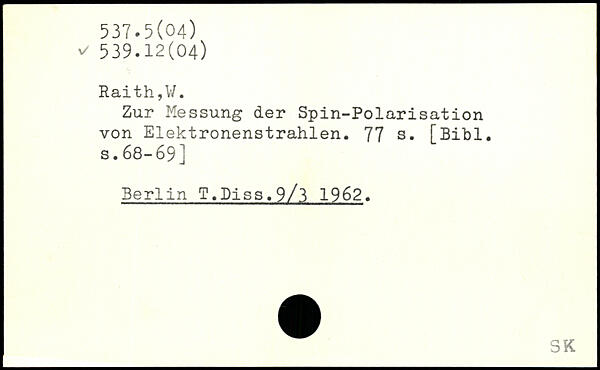 537.5(04)
✓ 539.12(04)
Raith,W.
Zur Messung der Spin-Polarisation
von Elektronenstrahlen. 77 s. [Bibl.
s.68-69]
Berlin T.Diss.9/3 1962.
SK